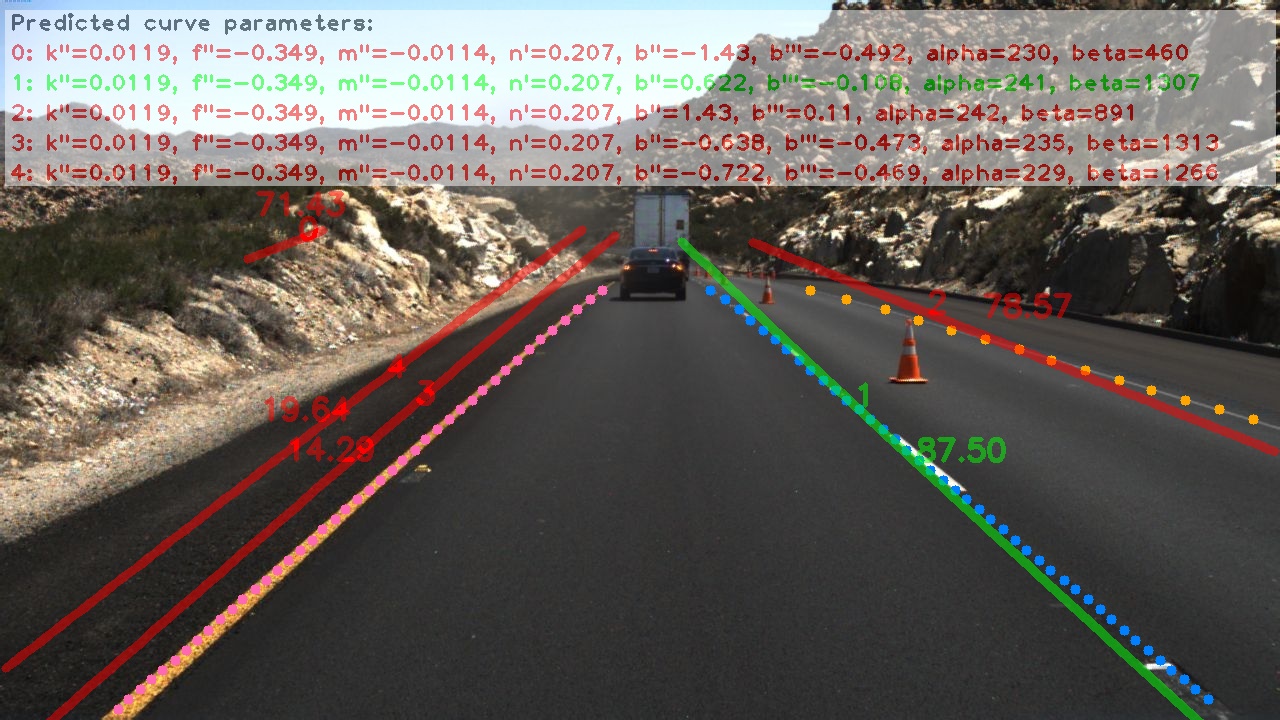 Predicted curve parameters:
0: k''=0.0119, f''=-0.349, m''=-0.0114, n'=0.207, b''=-1.43, b'''=-0.492, alpha=230, beta=460
1: k''=0.0119, f''=-0.349, m''=-0.0114, n'=0.207, b''=0.622, b'''=-0.108, alpha=241, beta=1307
2: k''=0.0119, f''=-0.349, m''=-0.0114, n'=0.207, b''=1.43, b'''=0.11, alpha=242, beta=891
3: k''=0.0119, f''=-0.349, m''=-0.0114, n'=0.207, b''=-0.638, b'''=-0.473, alpha=235, beta=1313
4: k''=0.0119, f''=-0.349, m''=-0.0114, n'=0.207, b''=-0.722, b'''=-0.469, alpha=229, beta=1266
71.43
0
2 78.57
4
3
1
19.64
14.29
87.50